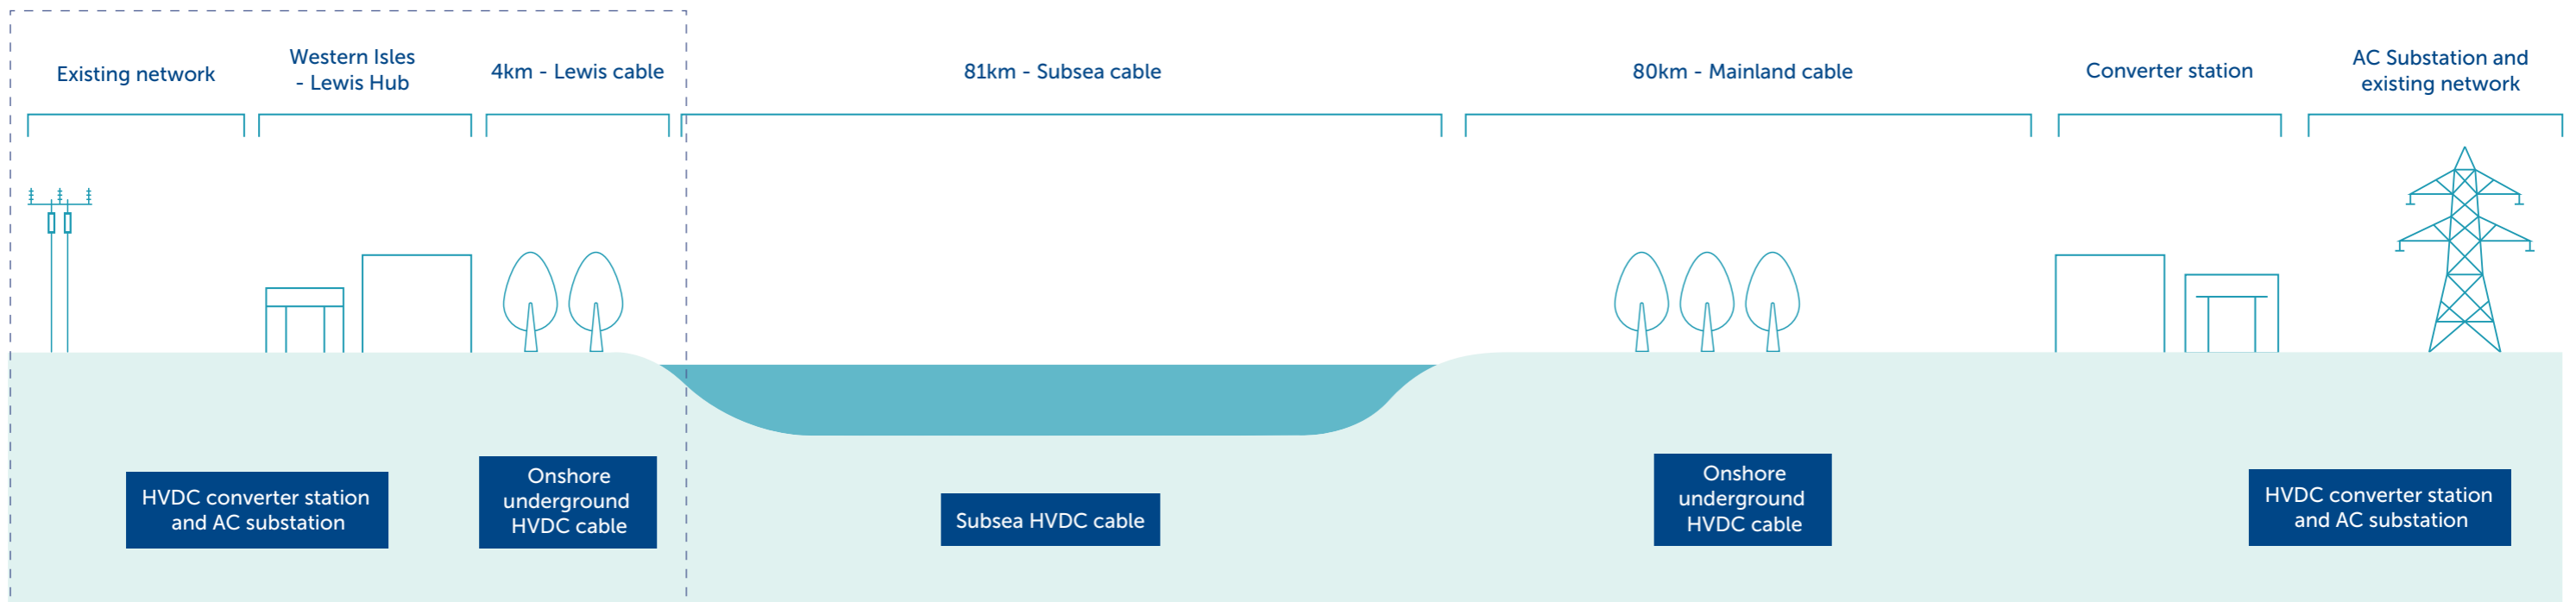 Existing network
Western Isles
- Lewis Hub
4km - Lewis cable
81km - Subsea cable
80km - Mainland cable
Converter station
AC Substation and
existing network
HVDC converter station
and AC substation
Onshore
underground
HVDC cable
Subsea HVDC cable
Onshore
underground
HVDC cable
HVDC converter station
and AC substation